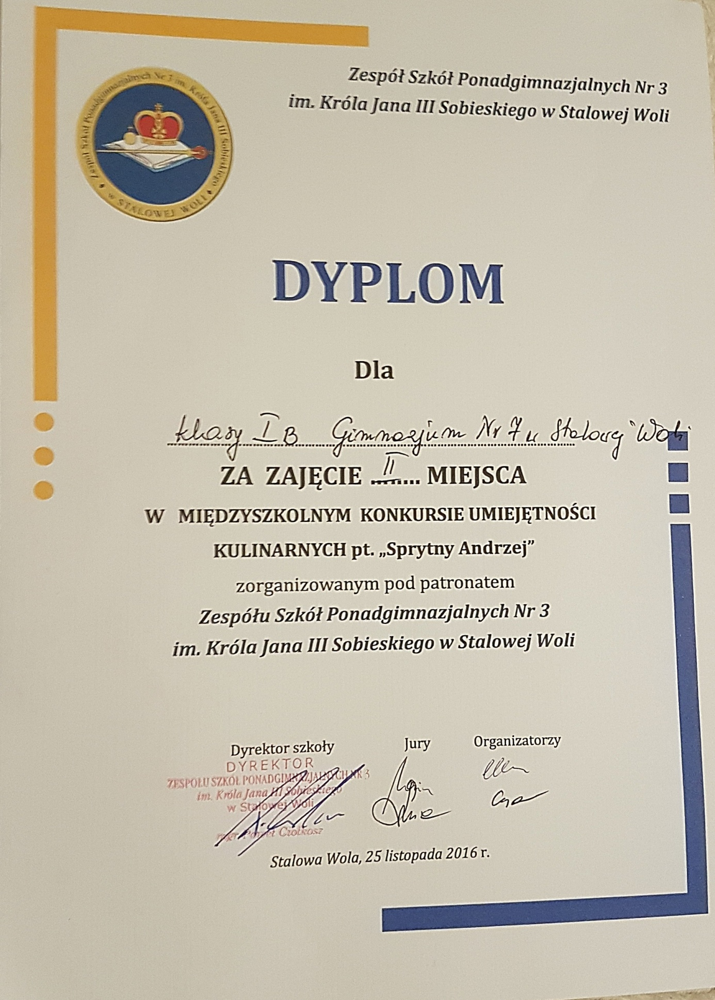 Zespół Szkół Ponadgimnazjalnych Nr 3 im. Króla Jana III Sobieskiego
w STALOWEJ WOLI
Zespół Szkół Ponadgimnazjalnych Nr 3
im. Króla Jana III Sobieskiego w Stalowej Woli
DYPLOM
Dla
klasy I B Gimnazjum Nr 7 w Stalowej Woli
ZA ZAJĘCIE II MIEJSCA
W MIĘDZYSZKOLNYM KONKURSIE UMIEJĘTNOŚCI
KULINARNYCH pt. „Sprytny Andrzej”
zorganizowanym pod patronatem
Zespółu Szkół Ponadgimnazjalnych Nr 3
im. Króla Jana III Sobieskiego w Stalowej Woli
Dyrektor szkoły Jury Organizatorzy
DYREKTOR
ZESPOŁU SZKÓŁ PONADGIMNAZJALNYCH NR 3
im. Króla Jana III Sobieskiego
w Stalowej Woli
mgr Paweł Ciołkosz
Stalowa Wola, 25 listopada 2016 r.